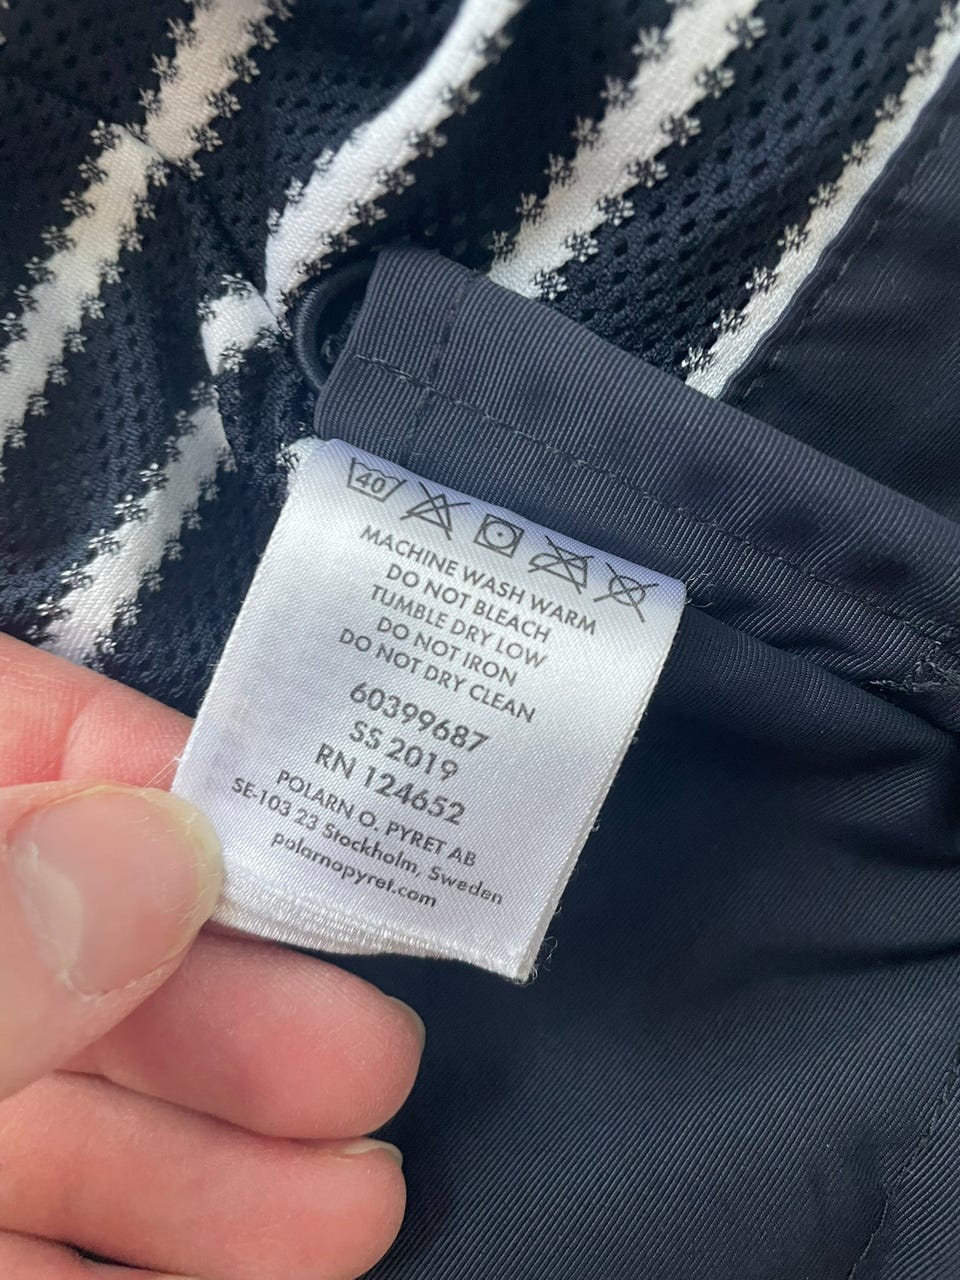 40
MACHINE WASH WARM
DO NOT BLEACH
TUMBLE DRY LOW
DO NOT IRON
DO NOT DRY CLEAN
60399687
SS 2019
RN 124652
POLARN O. PYRET AB
SE-103 23 Stockholm, Sweden
polarnopyret.com